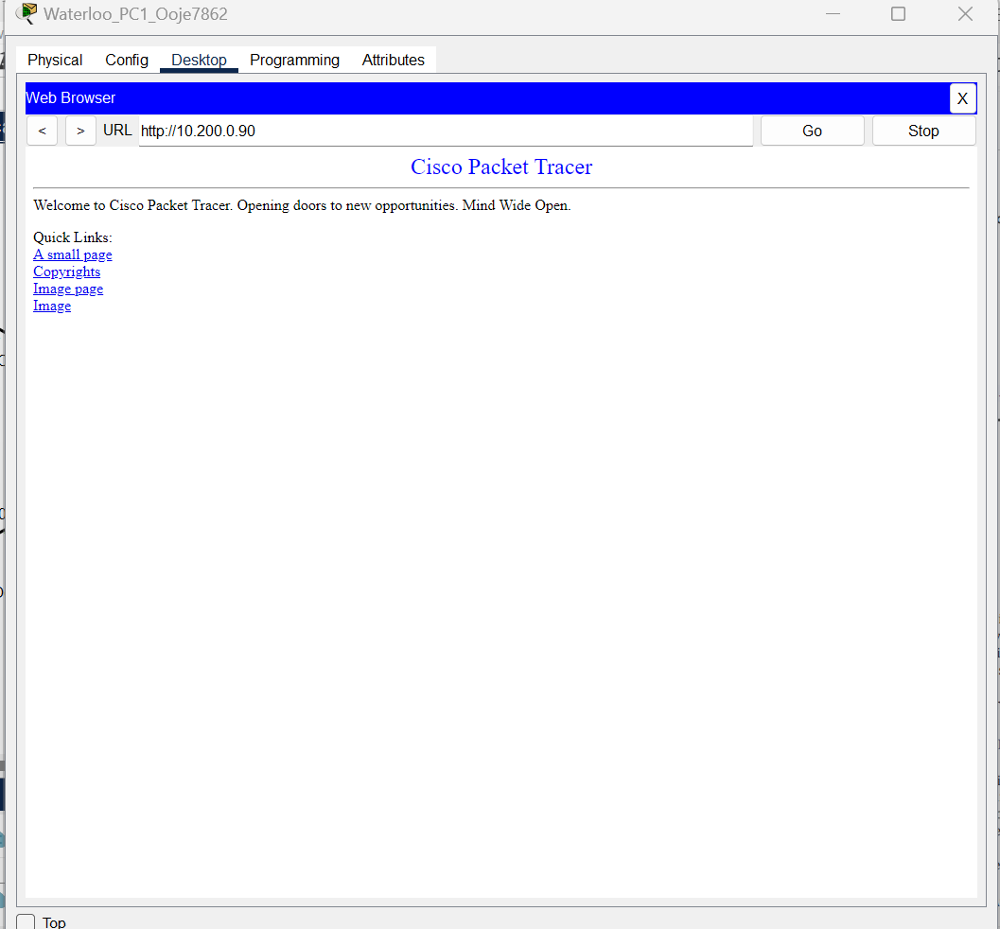 Waterloo_PC1_Ooje7862
Physical Config Desktop Programming Attributes
Web Browser X
< > URL http://10.200.0.90 Go Stop
Cisco Packet Tracer
Welcome to Cisco Packet Tracer. Opening doors to new opportunities. Mind Wide Open.
Quick Links:
A small page
Copyrights
Image page
Image
Top